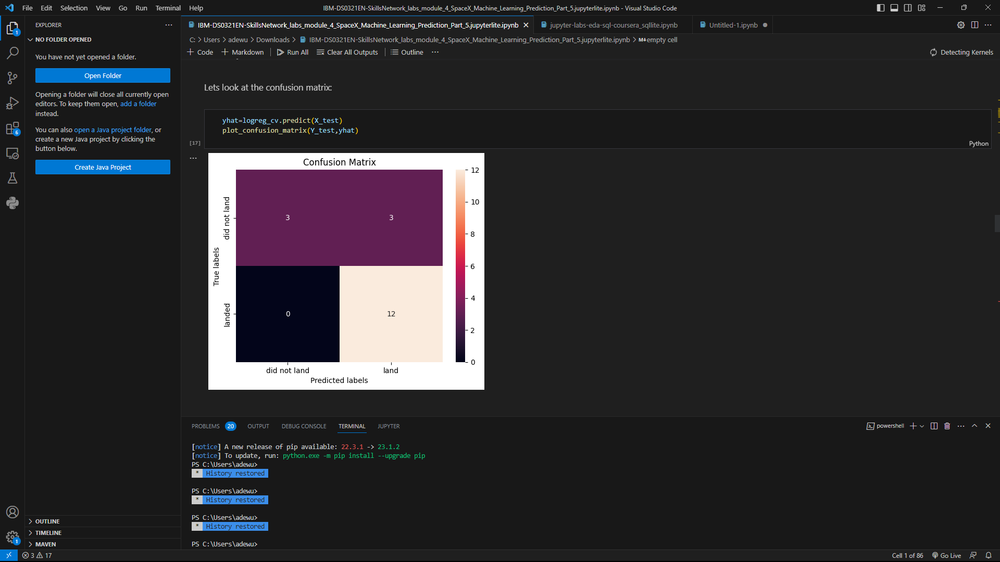 File Edit Selection View Go Run Terminal Help
IBM-DS0321EN-SkillsNetwork_labs_module_4_SpaceX_Machine_Learning_Prediction_Part_5.jupyterlite.ipynb - Visual Studio Code
EXPLORER
NO FOLDER OPENED
You have not yet opened a folder.
Open Folder
Opening a folder will close all currently open
editors. To keep them open, add a folder
instead.
You can also open a Java project folder, or
create a new Java project by clicking the
button below.
Create Java Project
OUTLINE
TIMELINE
MAVEN
1
6
1
IBM-DS0321EN-SkillsNetwork_labs_module_4_SpaceX_Machine_Learning_Prediction_Part_5.jupyterlite.ipynb
jupyter-labs-eda-sql-coursera_sqllite.ipynb
Untitled-1.ipynb
C: > Users > adewu > Downloads > IBM-DS0321EN-SkillsNetwork_labs_module_4_SpaceX_Machine_Learning_Prediction_Part_5.jupyterlite.ipynb > M↓empty cell
+ Code + Markdown Run All Clear All Outputs Outline ...
Detecting Kernels
Lets look at the confusion matrix:
yhat=logreg_cv.predict(X_test)
plot_confusion_matrix(Y_test,yhat)
[17]
Python
Confusion Matrix
True labels
did not land
landed
3 3
0 12
did not land land
Predicted labels
12
10
8
6
4
2
0
PROBLEMS 20 OUTPUT DEBUG CONSOLE TERMINAL JUPYTER
powershell
[notice] A new release of pip available: 22.3.1 -> 23.1.2
[notice] To update, run: python.exe -m pip install --upgrade pip
PS C:\Users\adewu>
* History restored
PS C:\Users\adewu>
* History restored
PS C:\Users\adewu>
* History restored
PS C:\Users\adewu>
3 17
Cell 1 of 86 Go Live